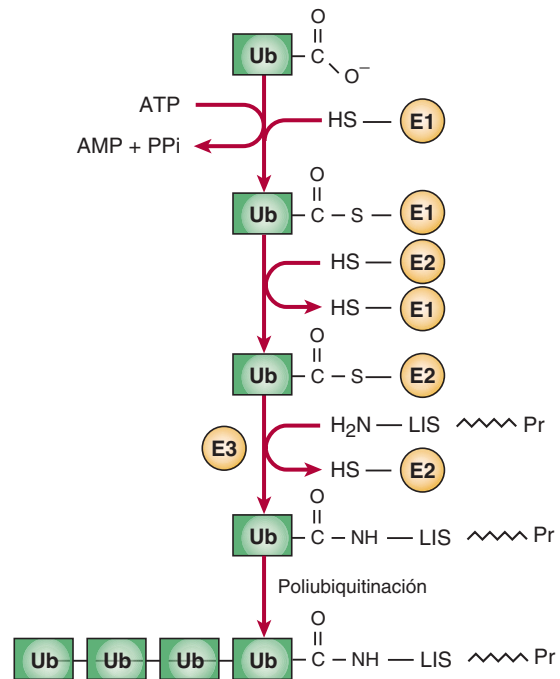 O
Ub C O–
ATP HS E1
AMP + PPi
O
Ub C S E1
HS E2
HS E1
O
Ub C S E2
H₂N LIS Pr
E3
HS E2
O
Ub C NH LIS Pr
Poliubiquitinación
O
Ub Ub Ub Ub C NH LIS Pr